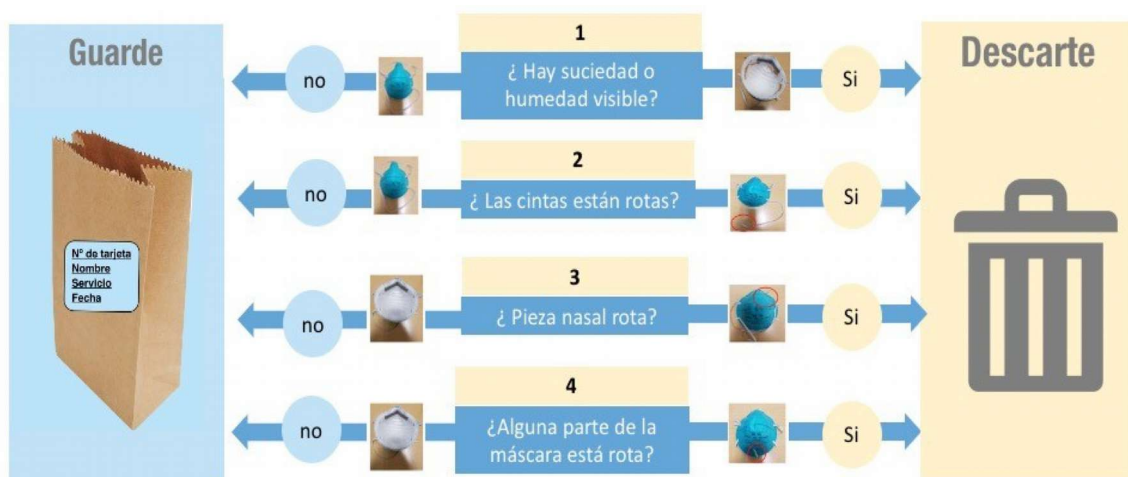 Guarde
Descarte
1
¿ Hay suciedad o
humedad visible?
no
Si
2
¿ Las cintas están rotas?
no
Si
3
¿ Pieza nasal rota?
no
Si
4
¿Alguna parte de la
máscara está rota?
no
Si
Nº de tarjeta
Nombre
Servicio
Fecha